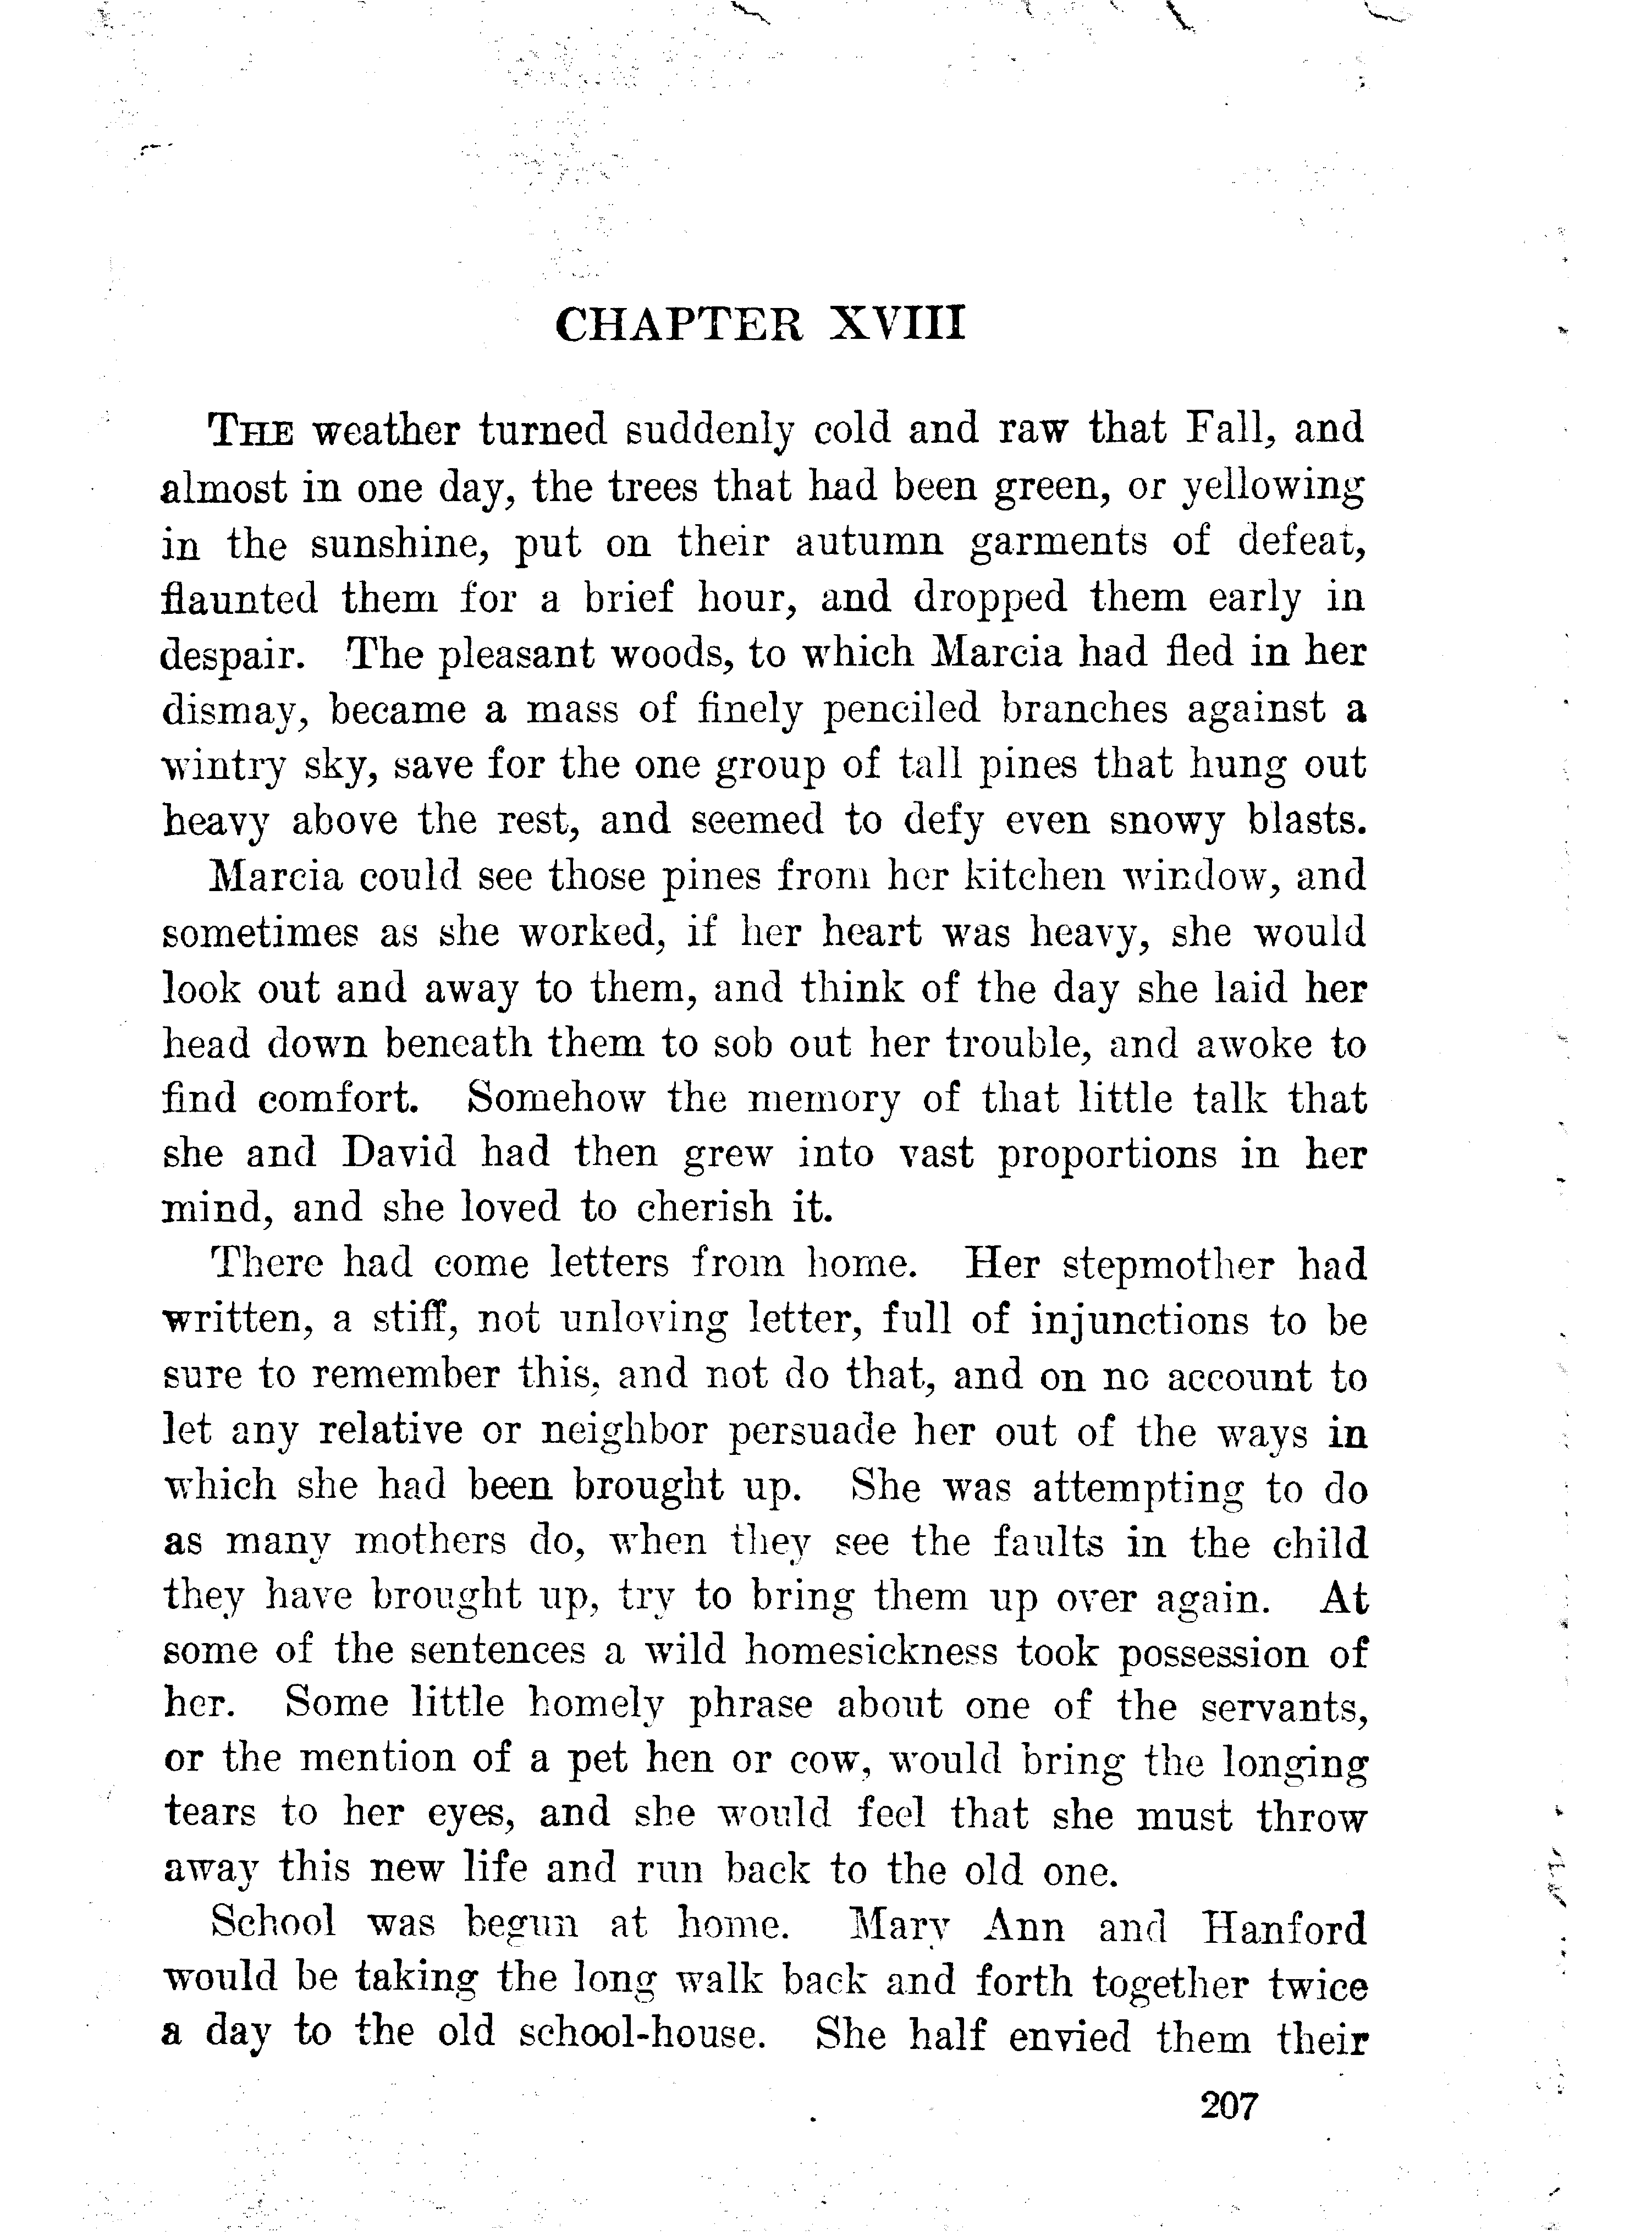 CHAPTER XVIII
THE weather turned suddenly cold and raw that Fall, and
almost in one day, the trees that had been green, or yellowing
in the sunshine, put on their autumn garments of defeat,
flaunted them for a brief hour, and dropped them early in
despair. The pleasant woods, to which Marcia had fled in her
dismay, became a mass of finely penciled branches against a
wintry sky, save for the one group of tall pines that hung out
heavy above the rest, and seemed to defy even snowy blasts.
Marcia could see those pines from her kitchen window, and
sometimes as she worked, if her heart was heavy, she would
look out and away to them, and think of the day she laid her
head down beneath them to sob out her trouble, and awoke to
find comfort. Somehow the memory of that little talk that
she and David had then grew into vast proportions in her
mind, and she loved to cherish it.
There had come letters from home. Her stepmother had
written, a stiff, not unloving letter, full of injunctions to be
sure to remember this, and not do that, and on no account to
let any relative or neighbor persuade her out of the ways in
which she had been brought up. She was attempting to do
as many mothers do, when they see the faults in the child
they have brought up, try to bring them up over again. At
some of the sentences a wild homesickness took possession of
her. Some little homely phrase about one of the servants,
or the mention of a pet hen or cow, would bring the longing
tears to her eyes, and she would feel that she must throw
away this new life and run back to the old one.
School was begun at home. Mary Ann and Hanford
would be taking the long walk back and forth together twice
a day to the old school-house. She half envied them their
207